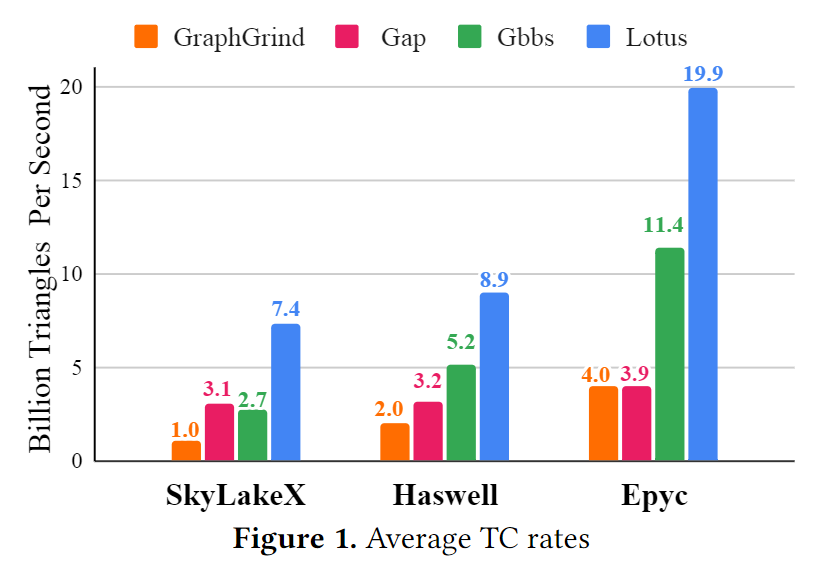 GraphGrind Gap Gbbs Lotus
Billion Triangles Per Second
20
15
10
5
0
1.0 3.1 2.7 7.4
2.0 3.2 5.2 8.9
4.0 3.9 11.4 19.9
SkyLakeX Haswell Epyc
Figure 1. Average TC rates